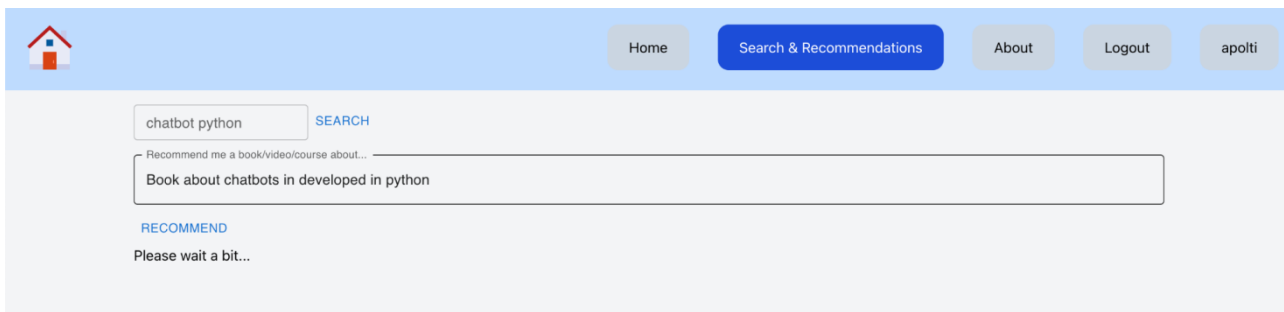 Home Search & Recommendations About Logout apolti
chatbot python SEARCH
Recommend me a book/video/course about...
Book about chatbots in developed in python
RECOMMEND
Please wait a bit...